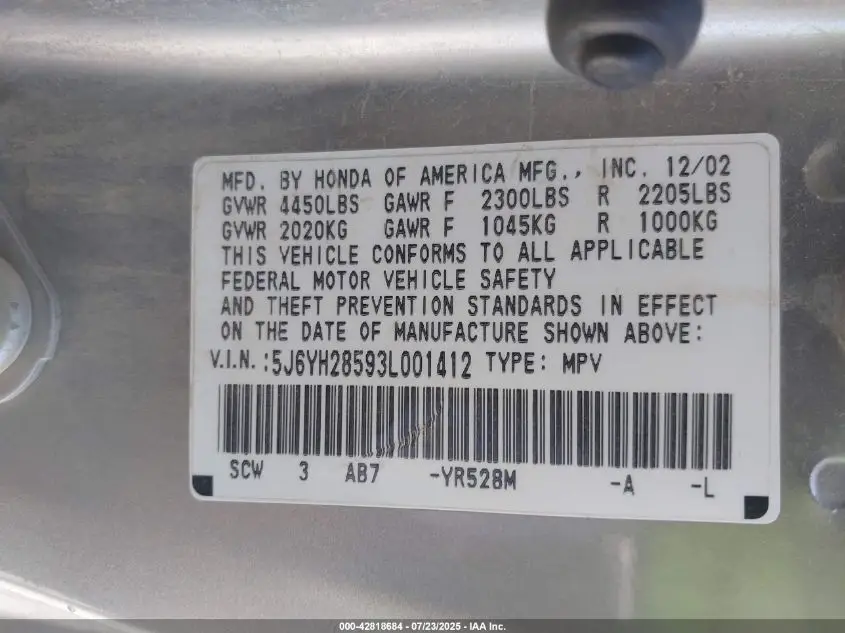 MFD. BY HONDA OF AMERICA MFG., INC. 12/02
GVWR 4450LBS GAWR F 2300LBS R 2205LBS
GVWR 2020KG GAWR F 1045KG R 1000KG
THIS VEHICLE CONFORMS TO ALL APPLICABLE
FEDERAL MOTOR VEHICLE SAFETY
AND THEFT PREVENTION STANDARDS IN EFFECT
ON THE DATE OF MANUFACTURE SHOWN ABOVE:
V.I.N.:5J6YH28593L001412 TYPE: MPV
SCW 3 AB7 -YR528M -A -L
000-42818684 / 07/23/2025 - IAA Inc.